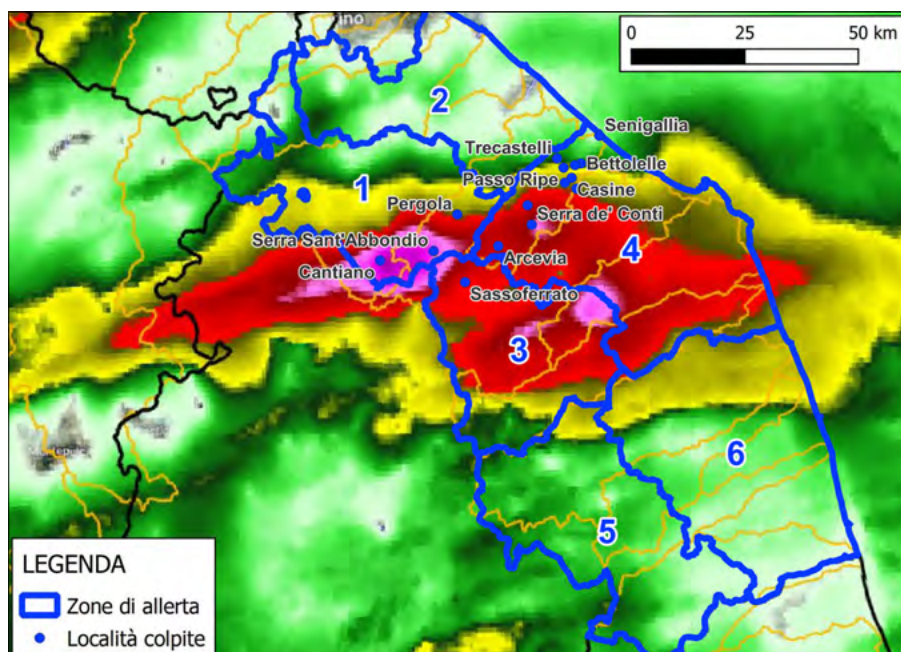 ino
0 25 50 km
2
Senigallia
Trecastelli
Bettolelle
1
Passo Ripe
Casine
Pergola
Serra de' Conti
Serra Sant'Abbondio
4
Arcevia
Cantiano
Sassoferrato
3
6
5
LEGENDA
Zone di allerta
Località colpite